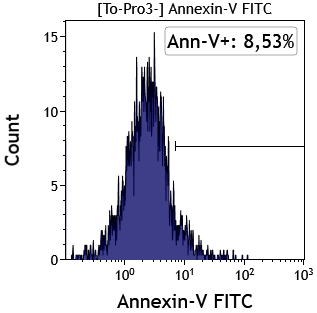 [To-Pro3-] Annexin-V FITC
Ann-V+: 8,53%
15
10
5
0
Count
10⁰ 10¹ 10² 10³
Annexin-V FITC